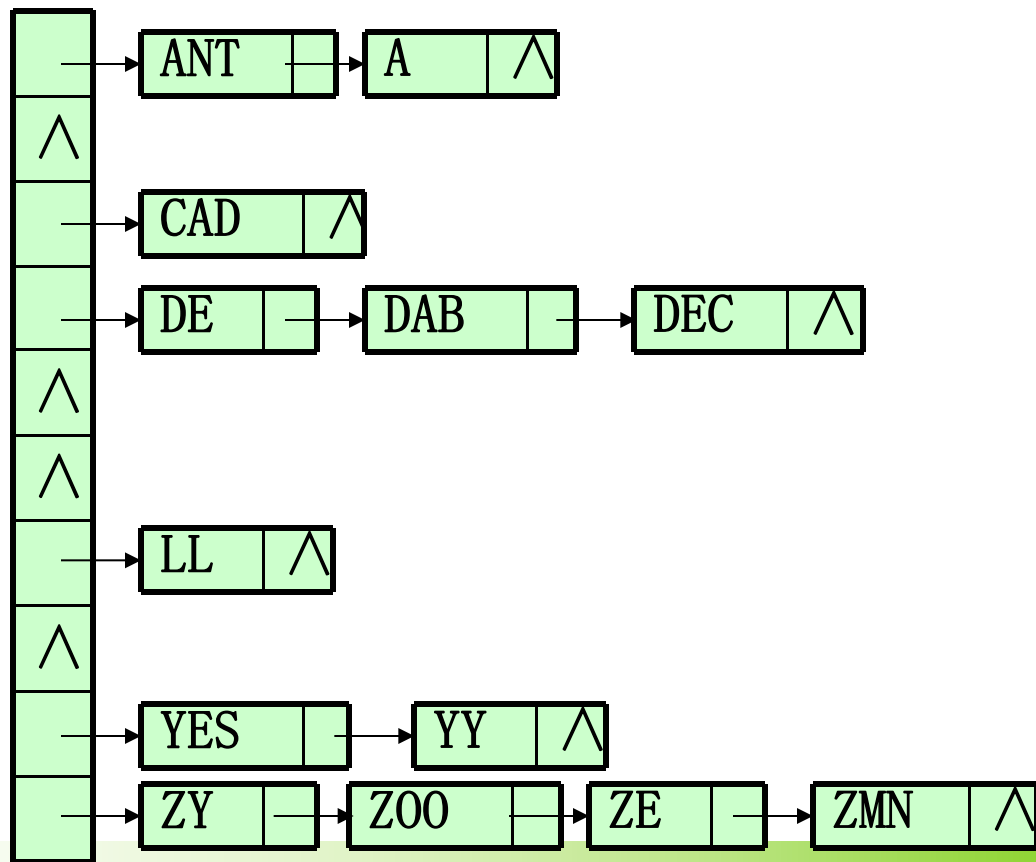 ANT A ∧
∧
CAD ∧
DE DAB DEC ∧
∧
∧
LL ∧
∧
YES YY ∧
ZY ZOO ZE ZMN ∧